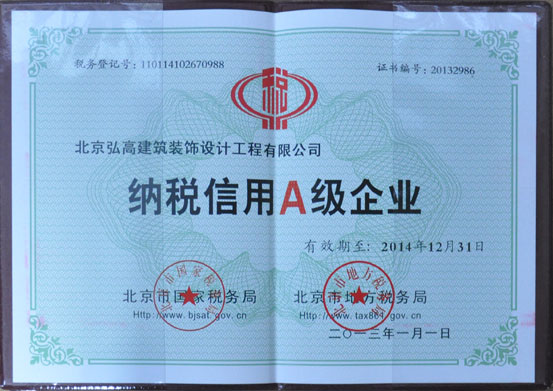 税务登记号：110114102670988
证书编号：20132986
税
北京弘高建筑装饰设计工程有限公司
纳税信用A级企业
有效期至：2014年12月31日
北京市国家税务局
北京市地方税务局
Http://www.bjsat.gov.cn
Http://www.tax861.gov.cn
二〇一三年一月一日